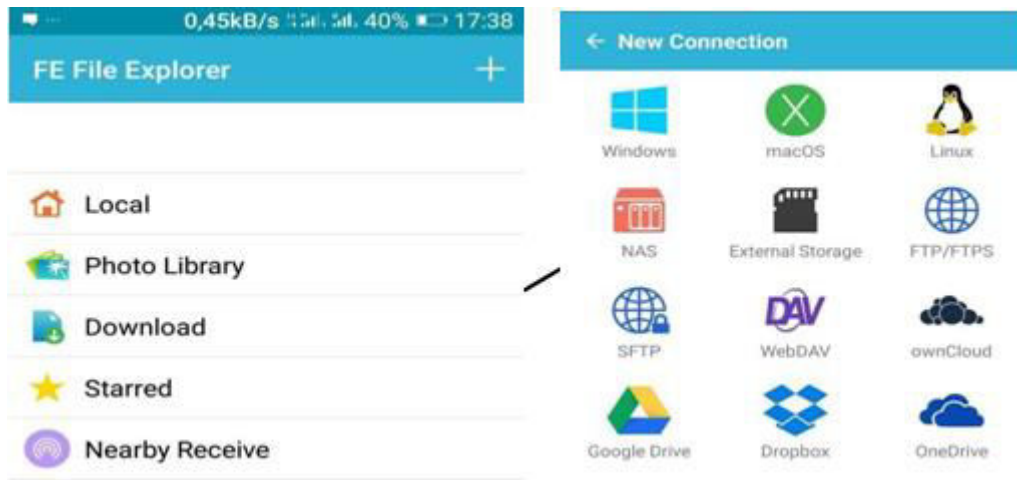 0,45kB/s 40% 17:38
FE File Explorer
Local
Photo Library
Download
Starred
Nearby Receive
New Connection
Windows macOS Linux
NAS External Storage FTP/FTPS
DAV
SFTP WebDAV ownCloud
Google Drive Dropbox OneDrive